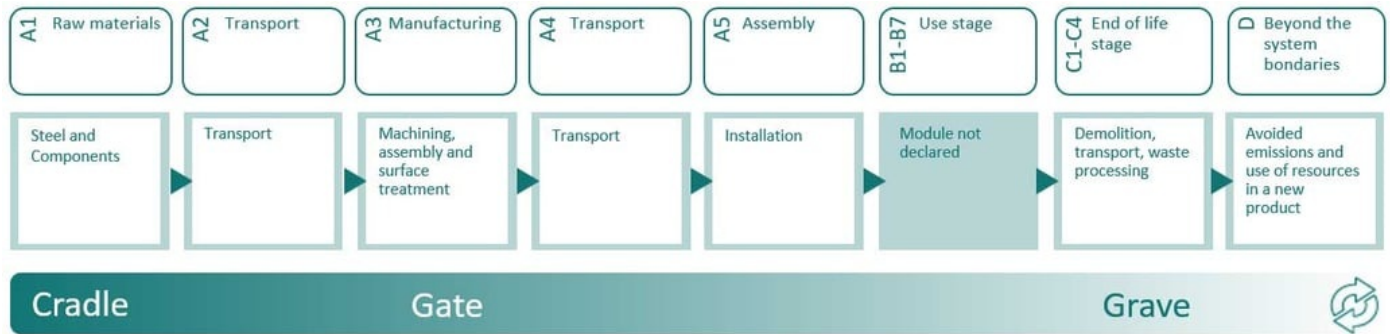 A1 Raw materials
A2 Transport
A3 Manufacturing
A4 Transport
A5 Assembly
B1-B7 Use stage
C1-C4 End of life
stage
D Beyond the
system
bondaries
Steel and
Components
Transport
Machining,
assembly and
surface
treatment
Transport
Installation
Module not
declared
Demolition,
transport, waste
processing
Avoided
emissions and
use of resources
in a new
product
Cradle
Gate
Grave